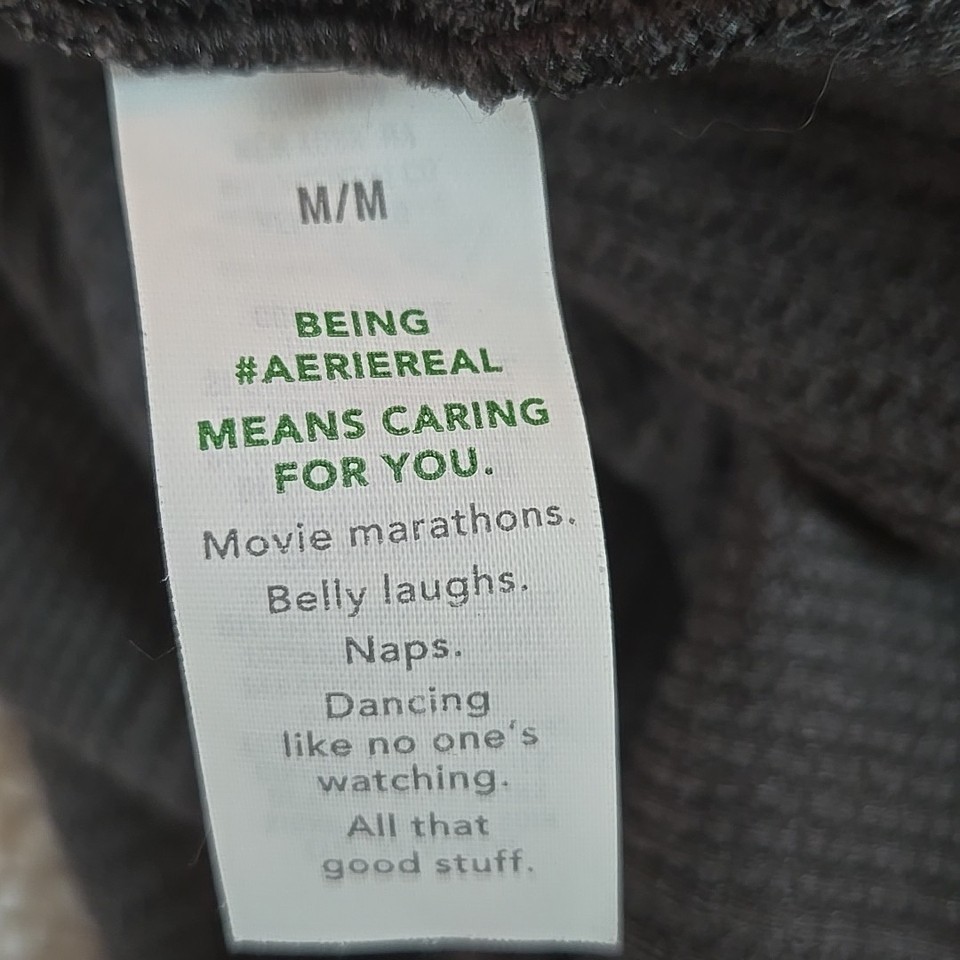 M/M
BEING
#AERIEREAL
MEANS CARING
FOR YOU.
Movie marathons.
Belly laughs.
Naps.
Dancing
like no one's
watching.
All that
good stuff.